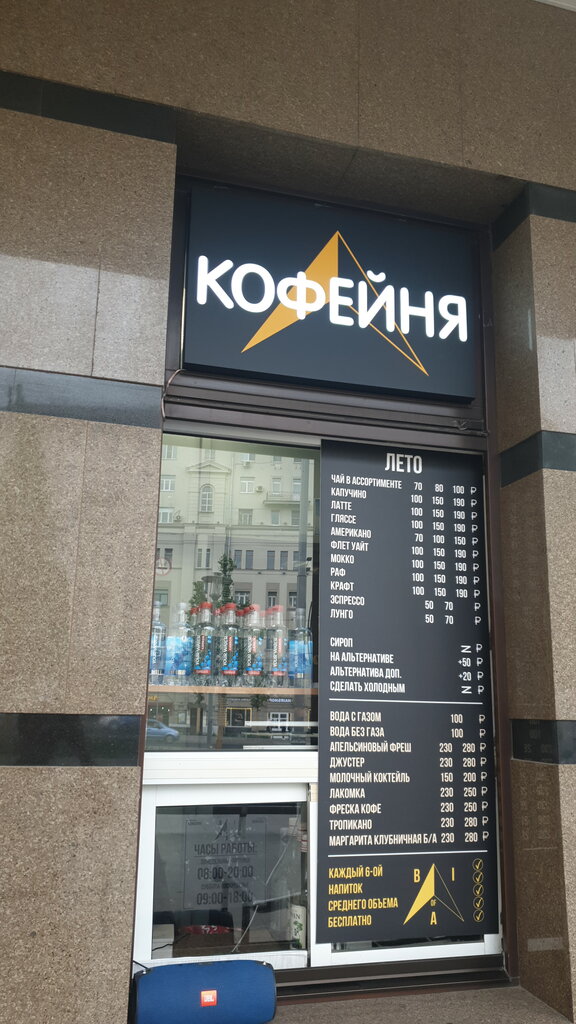 КОФЕЙНЯ
ЛЕТО
ЧАЙ В АССОРТИМЕНТЕ 70 80 100 ₽
КАПУЧИНО 100 150 190 ₽
ЛАТТЕ 100 150 190 ₽
ГЛЯССЕ 100 150 190 ₽
АМЕРИКАНО 70 100 150 ₽
ФЛЕТ УАЙТ 100 150 190 ₽
МОККО 100 150 190 ₽
РАФ 100 150 190 ₽
КРАФТ 100 150 190 ₽
ЭСПРЕССО 50 70 ₽
ЛУНГО 50 70 ₽
СИРОП ₽
НА АЛЬТЕРНАТИВЕ +50 ₽
АЛЬТЕРНАТИВА ДОП. +20 ₽
СДЕЛАТЬ ХОЛОДНЫМ ₽
ВОДА С ГАЗОМ 100 ₽
ВОДА БЕЗ ГАЗА 100 ₽
АПЕЛЬСИНОВЫЙ ФРЕШ 230 280 ₽
ДЖУСТЕР 230 280 ₽
МОЛОЧНЫЙ КОКТЕЙЛЬ 150 200 ₽
ЛАКОМКА 230 250 ₽
ФРЕСКА КОФЕ 230 250 ₽
ТРОПИКАНО 230 280 ₽
МАРГАРИТА КЛУБНИЧНАЯ Б/А 230 280 ₽
КАЖДЫЙ 6-ОЙ
НАПИТОК
СРЕДНЕГО ОБЪЕМА
БЕСПЛАТНО
B I
OF
A
ЧАСЫ РАБОТЫ:
08:00-20:00
09:00-18:00
JBL